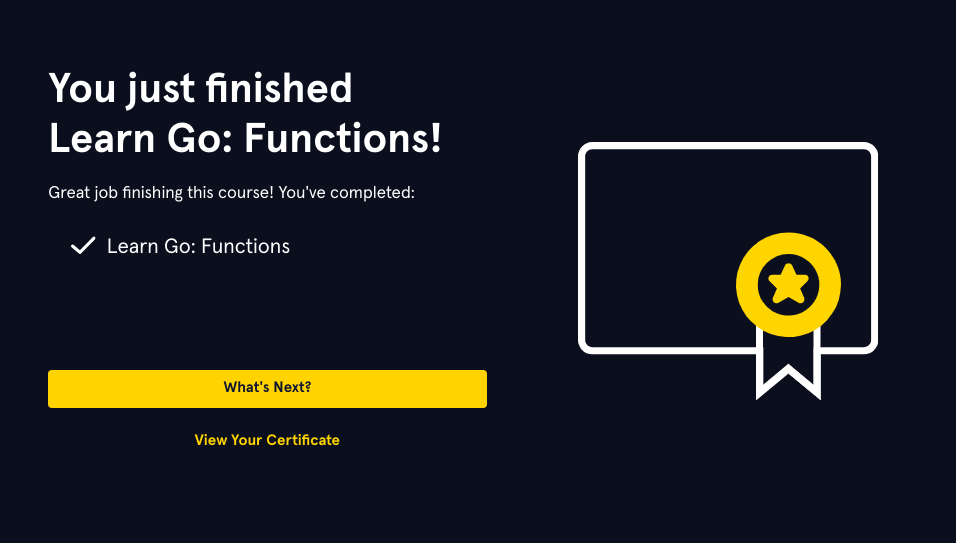 You just finished
Learn Go: Functions!
Great job finishing this course! You've completed:
Learn Go: Functions
What's Next?
View Your Certificate